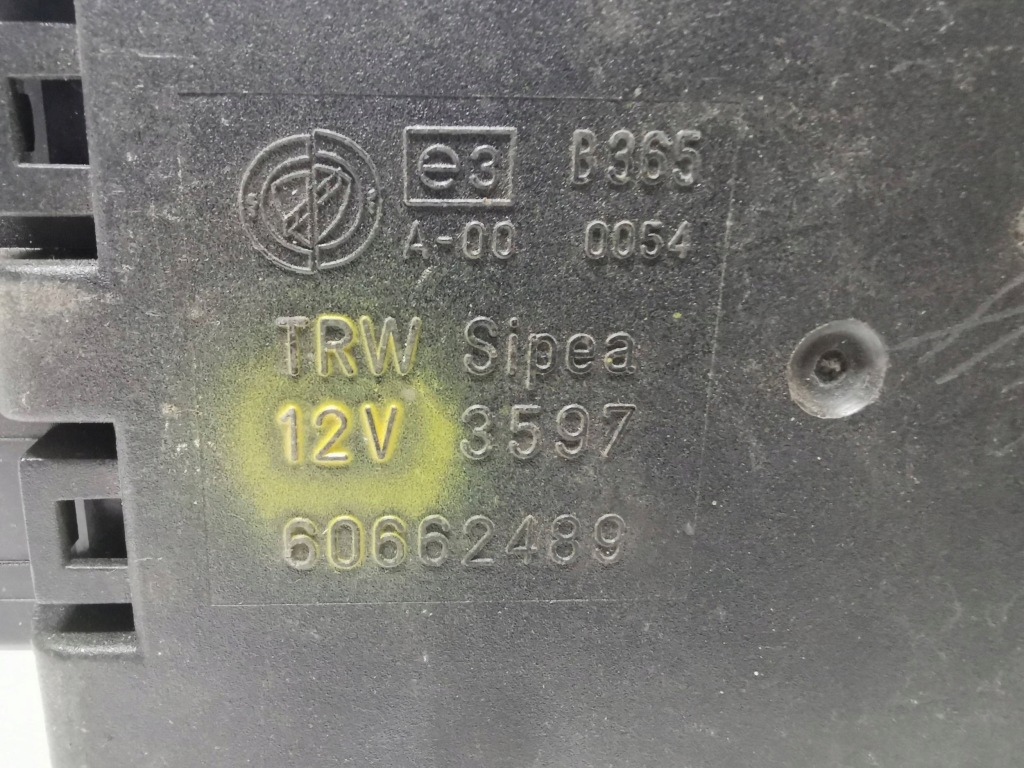 e3 B365
A-00 0054
TRW Sipea
12V 3597
60662489